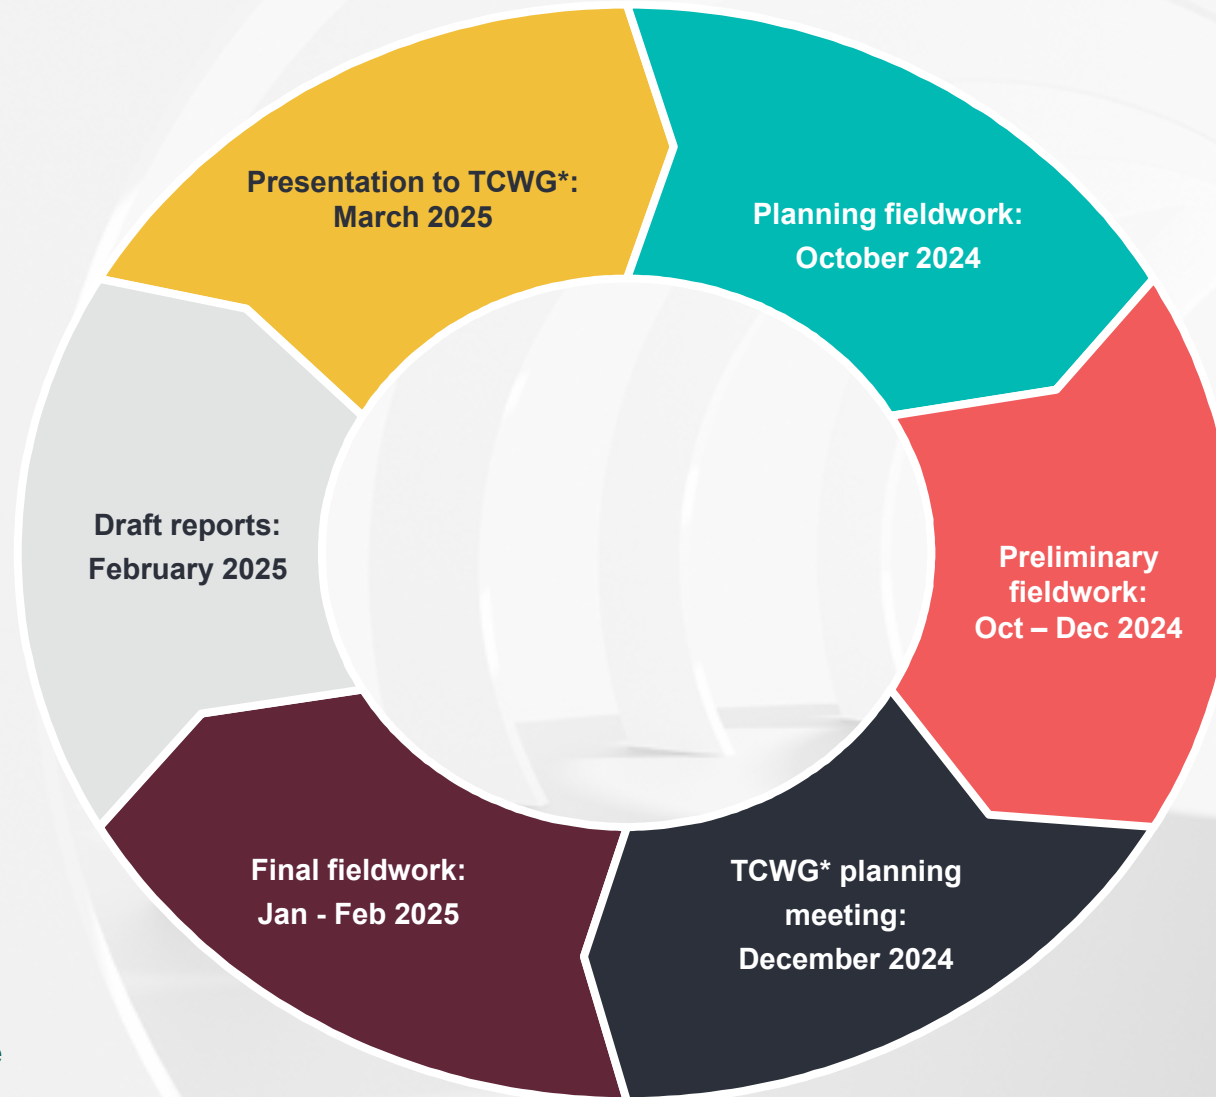 Presentation to TCWG*:
March 2025
Planning fieldwork:
October 2024
Preliminary
fieldwork:
Oct – Dec 2024
TCWG* planning
meeting:
December 2024
Final fieldwork:
Jan - Feb 2025
Draft reports:
February 2025